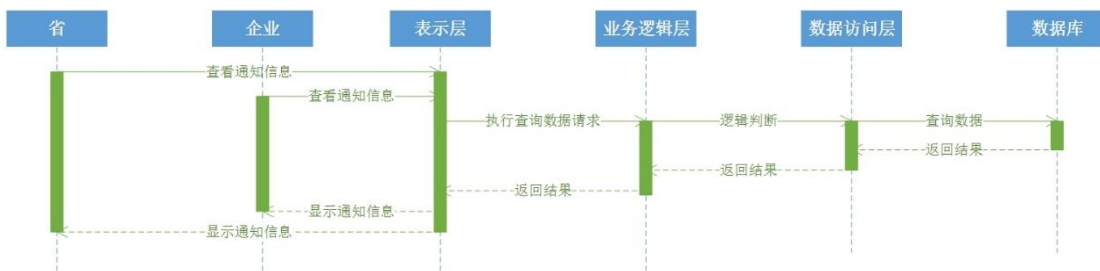 省
企业
表示层
业务逻辑层
数据访问层
数据库
查看通知信息
查看通知信息
执行查询数据请求
逻辑判断
查询数据
返回结果
返回结果
返回结果
显示通知信息
显示通知信息